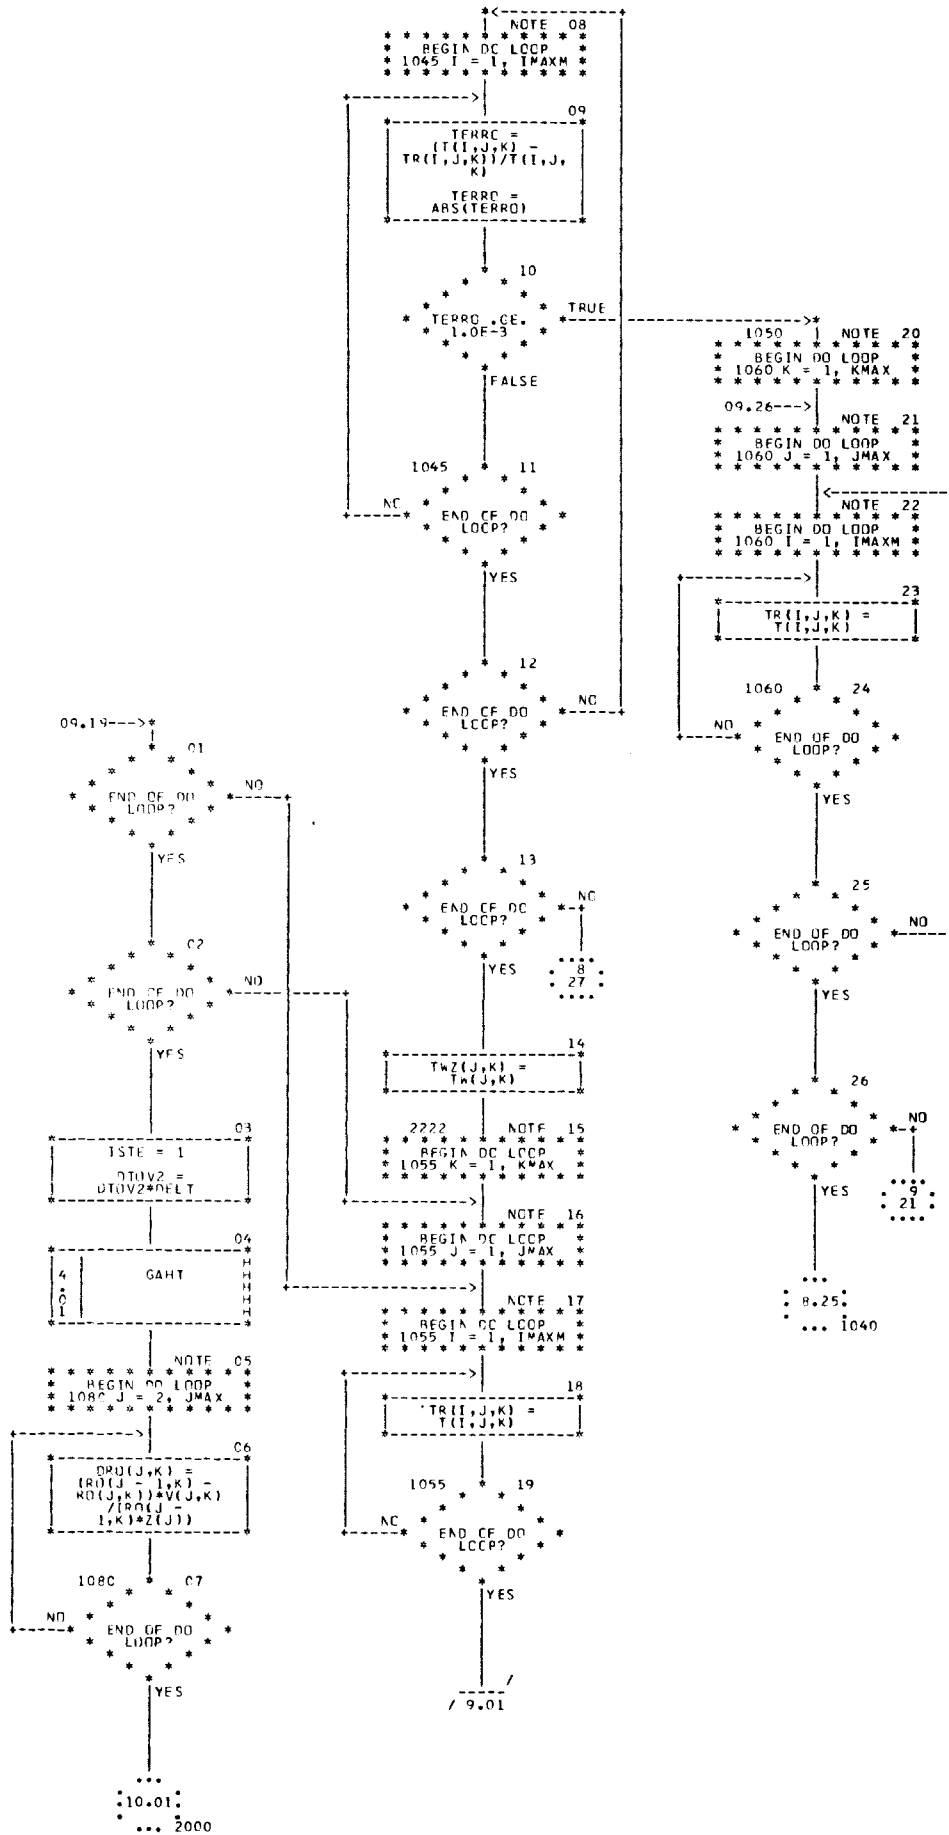 09.19--->*
01
END OF DO
LOOP?
NO
YES
02
END OF DO
LOOP?
NO
YES
03
ISTE = 1
DTOV2 =
DTOV2*DELT
04
GAHT
4.01
HHHHH
NOTE 05
BEGIN DO LOOP
1080 J = 2, JMAX
06
DRO(J,K) =
(RO(J - 1,K) -
RO(J,K))*V(J,K)
/(RO(J -
1,K)*Z(J))
1080 07
END OF DO
LOOP?
NO
YES
10.01
2000
NOTE 08
BEGIN DO LOOP
1045 I = 1, IMAXM
09
TERRO =
(T(I,J,K) -
TR(I,J,K))/T(I,J,
K)
TERRO =
ABS(TERRO)
10
TERRO .GE.
1.0E-3
TRUE
FALSE
1045 11
END OF DO
LOOP?
NO
YES
12
END OF DO
LOOP?
NO
YES
13
END OF DO
LOOP?
NO
8
27
YES
14
TWZ(J,K) =
TW(J,K)
2222 NOTE 15
BEGIN DO LOOP
1055 K = 1, KMAX
NOTE 16
BEGIN DO LOOP
1055 J = 1, JMAX
NOTE 17
BEGIN DO LOOP
1055 I = 1, IMAXM
18
TR(I,J,K) =
T(I,J,K)
1055 19
END OF DO
LOOP?
NO
YES
/ 9.01 /
1050 NOTE 20
BEGIN DO LOOP
1060 K = 1, KMAX
09.26--->
NOTE 21
BEGIN DO LOOP
1060 J = 1, JMAX
NOTE 22
BEGIN DO LOOP
1060 I = 1, IMAXM
23
TR(I,J,K) =
T(I,J,K)
1060 24
END OF DO
LOOP?
NO
YES
25
END OF DO
LOOP?
NO
YES
26
END OF DO
LOOP?
NO
9
21
YES
8.25
1040